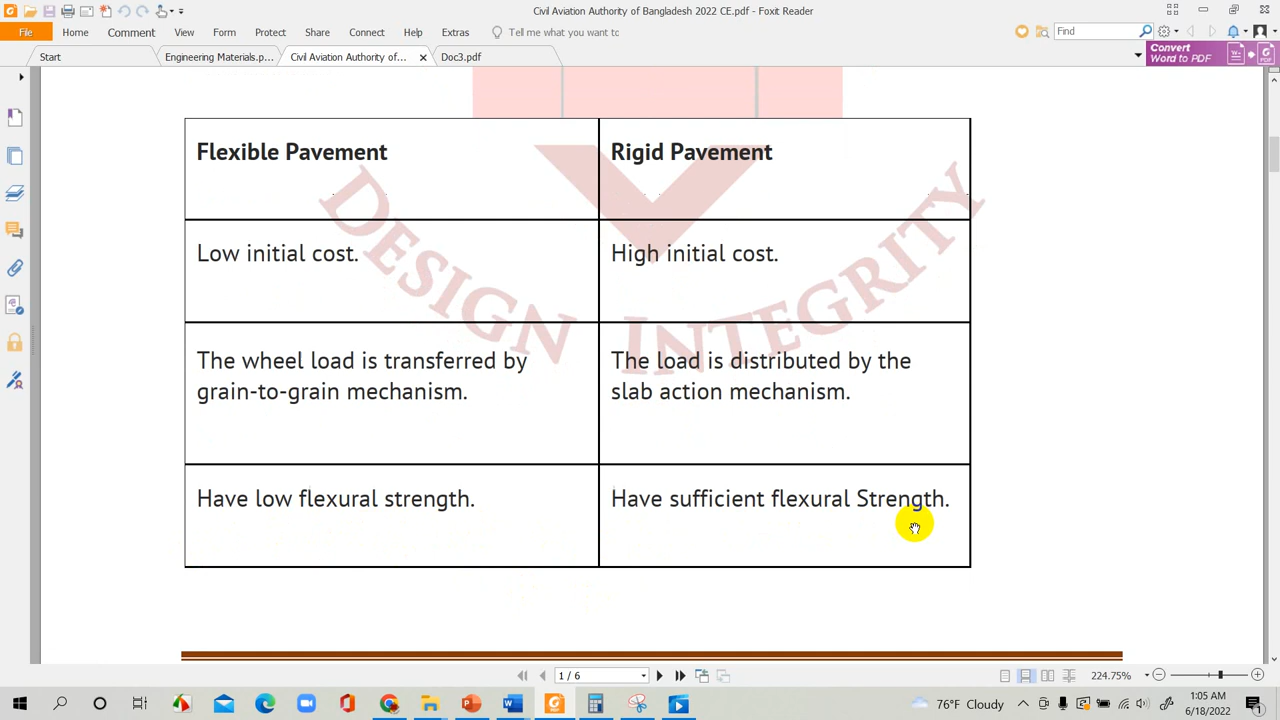 Civil Aviation Authority of Bangladesh 2022 CE.pdf - Foxit Reader
File Home Comment View Form Protect Share Connect Help Extras Tell me what you want to Find
Start Engineering Materials.p... Civil Aviation Authority of... Doc3.pdf
Convert
Word to PDF
Flexible Pavement Rigid Pavement
Low initial cost. High initial cost.
The wheel load is transferred by
grain-to-grain mechanism.
The load is distributed by the
slab action mechanism.
Have low flexural strength. Have sufficient flexural Strength.
DESIGN INTEGRITY
1 / 6 224.75%
76°F Cloudy
1:05 AM
6/18/2022